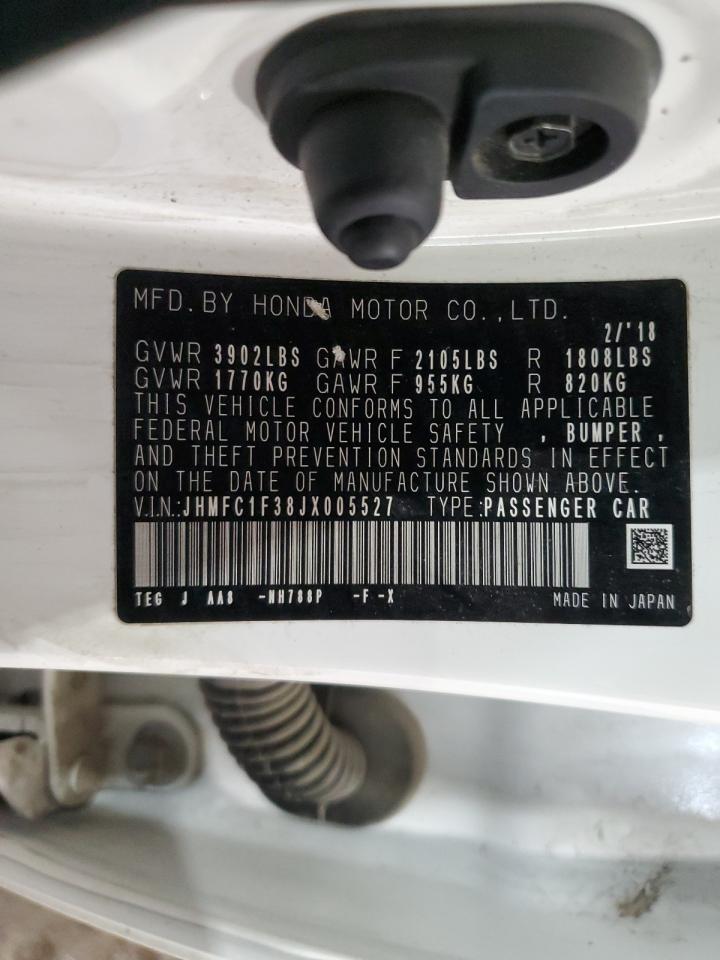 MFD. BY HONDA MOTOR CO.,LTD.
2/'18
GVWR 3902LBS GAWR F 2105LBS R 1808LBS
GVWR 1770KG GAWR F 955KG R 820KG
THIS VEHICLE CONFORMS TO ALL APPLICABLE
FEDERAL MOTOR VEHICLE SAFETY , BUMPER ,
AND THEFT PREVENTION STANDARDS IN EFFECT
ON THE DATE OF MANUFACTURE SHOWN ABOVE.
V.I.N.:JHMFC1F38JX005527 TYPE:PASSENGER CAR
TEG J AA8 -NH788P -F -X MADE IN JAPAN